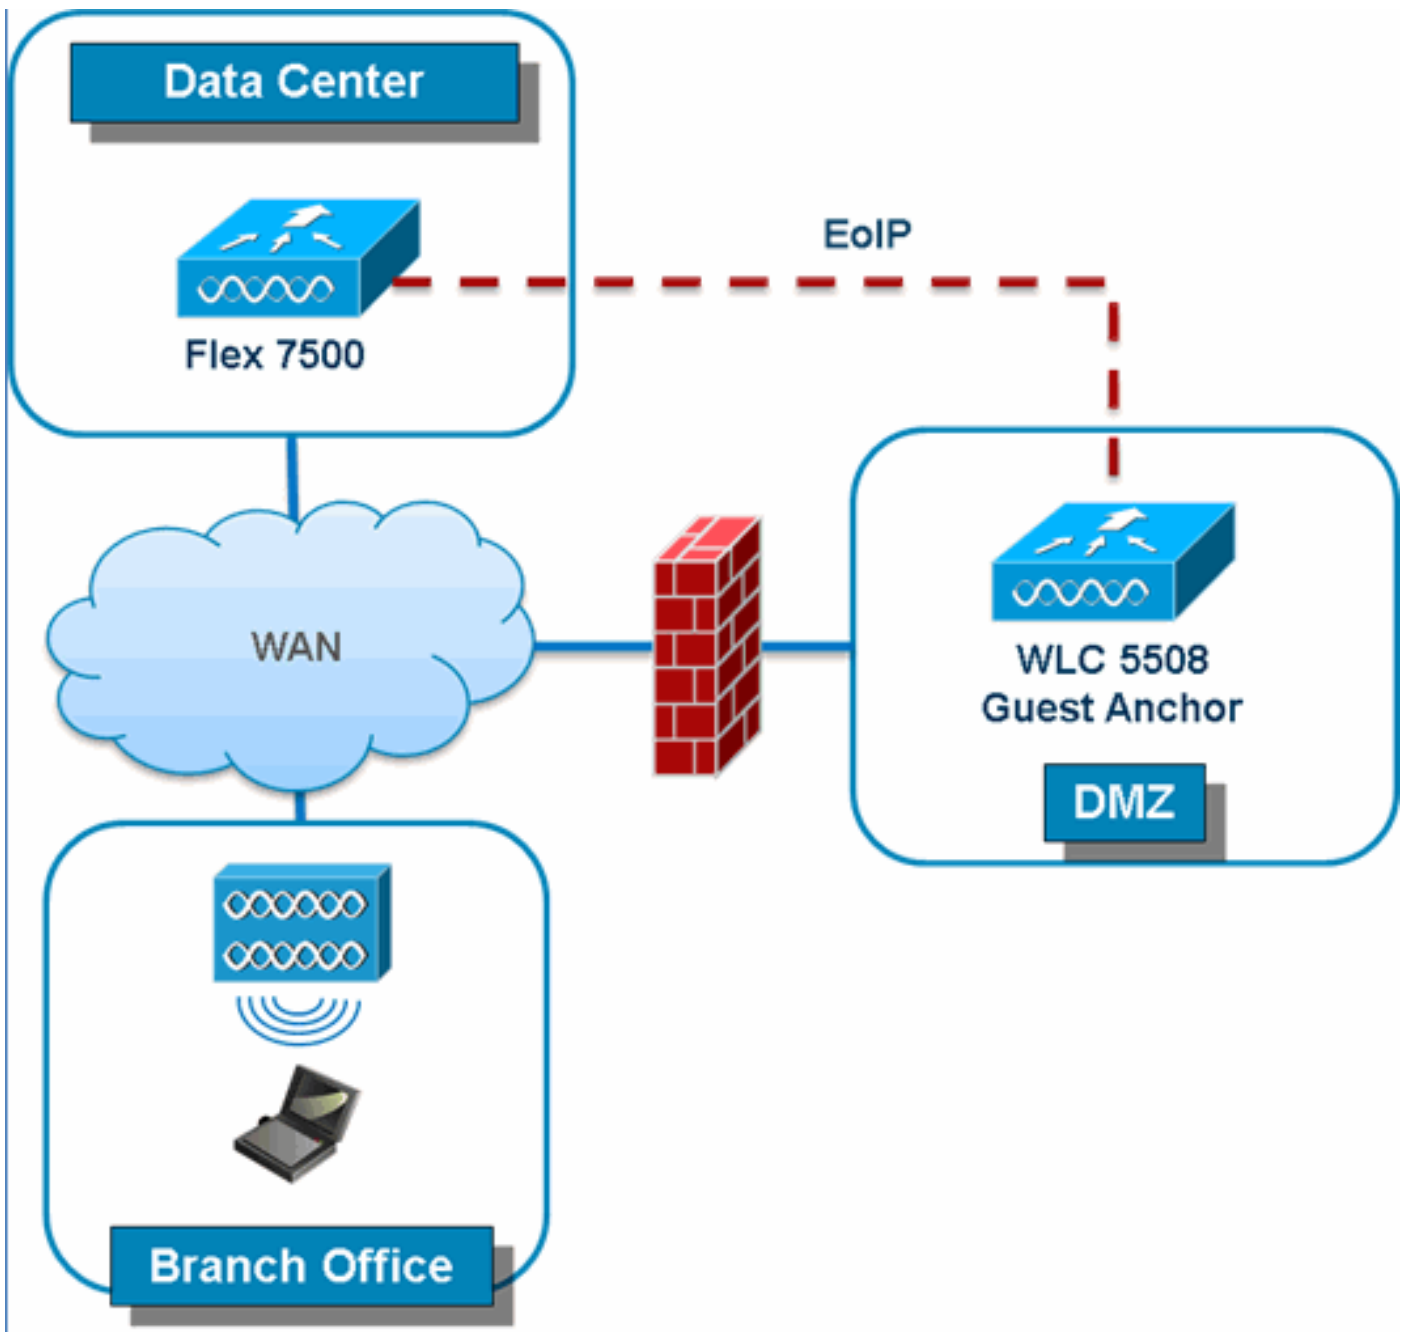 Data Center
EoIP
Flex 7500
WAN
WLC 5508
Guest Anchor
DMZ
Branch Office